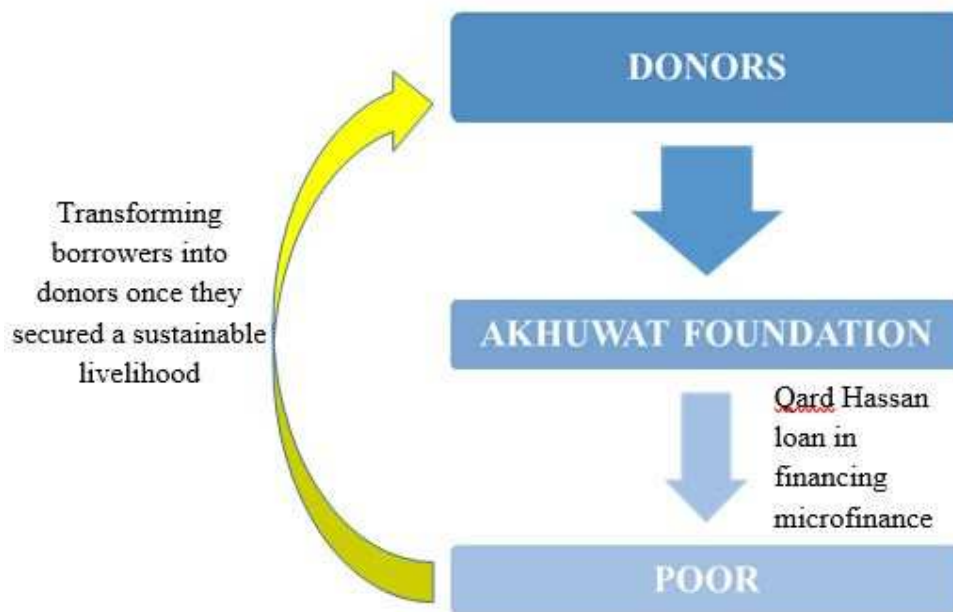 DONORS
Transforming
borrowers into
donors once they
secured a sustainable
livelihood
AKHUWAT FOUNDATION
Qard Hassan
loan in
financing
microfinance
POOR